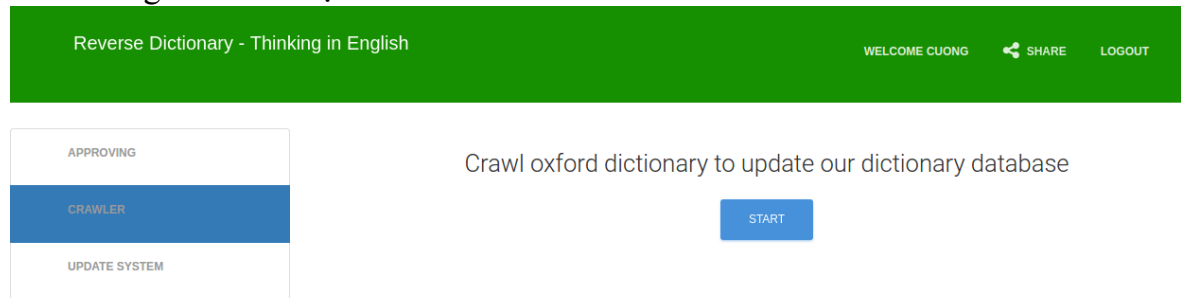 Reverse Dictionary - Thinking in English
WELCOME CUONG SHARE LOGOUT
APPROVING
Crawl oxford dictionary to update our dictionary database
CRAWLER
START
UPDATE SYSTEM